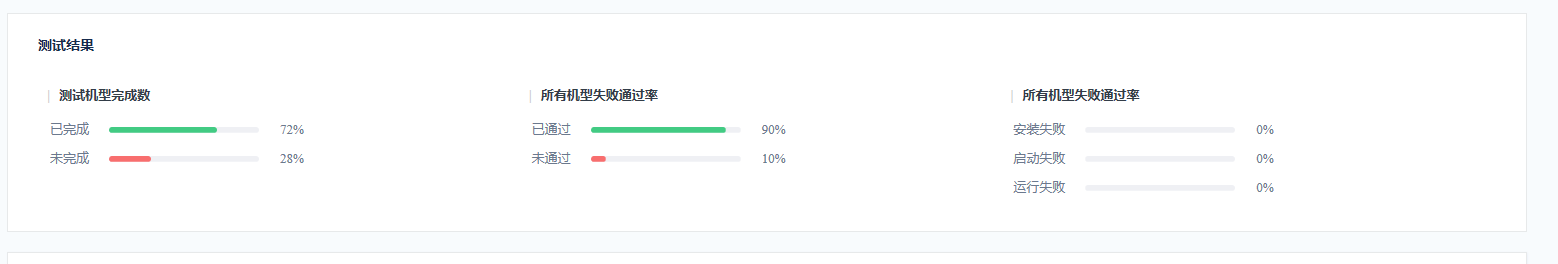 测试结果
测试机型完成数
已完成 72%
未完成 28%
所有机型失败通过率
已通过 90%
未通过 10%
所有机型失败通过率
安装失败 0%
启动失败 0%
运行失败 0%